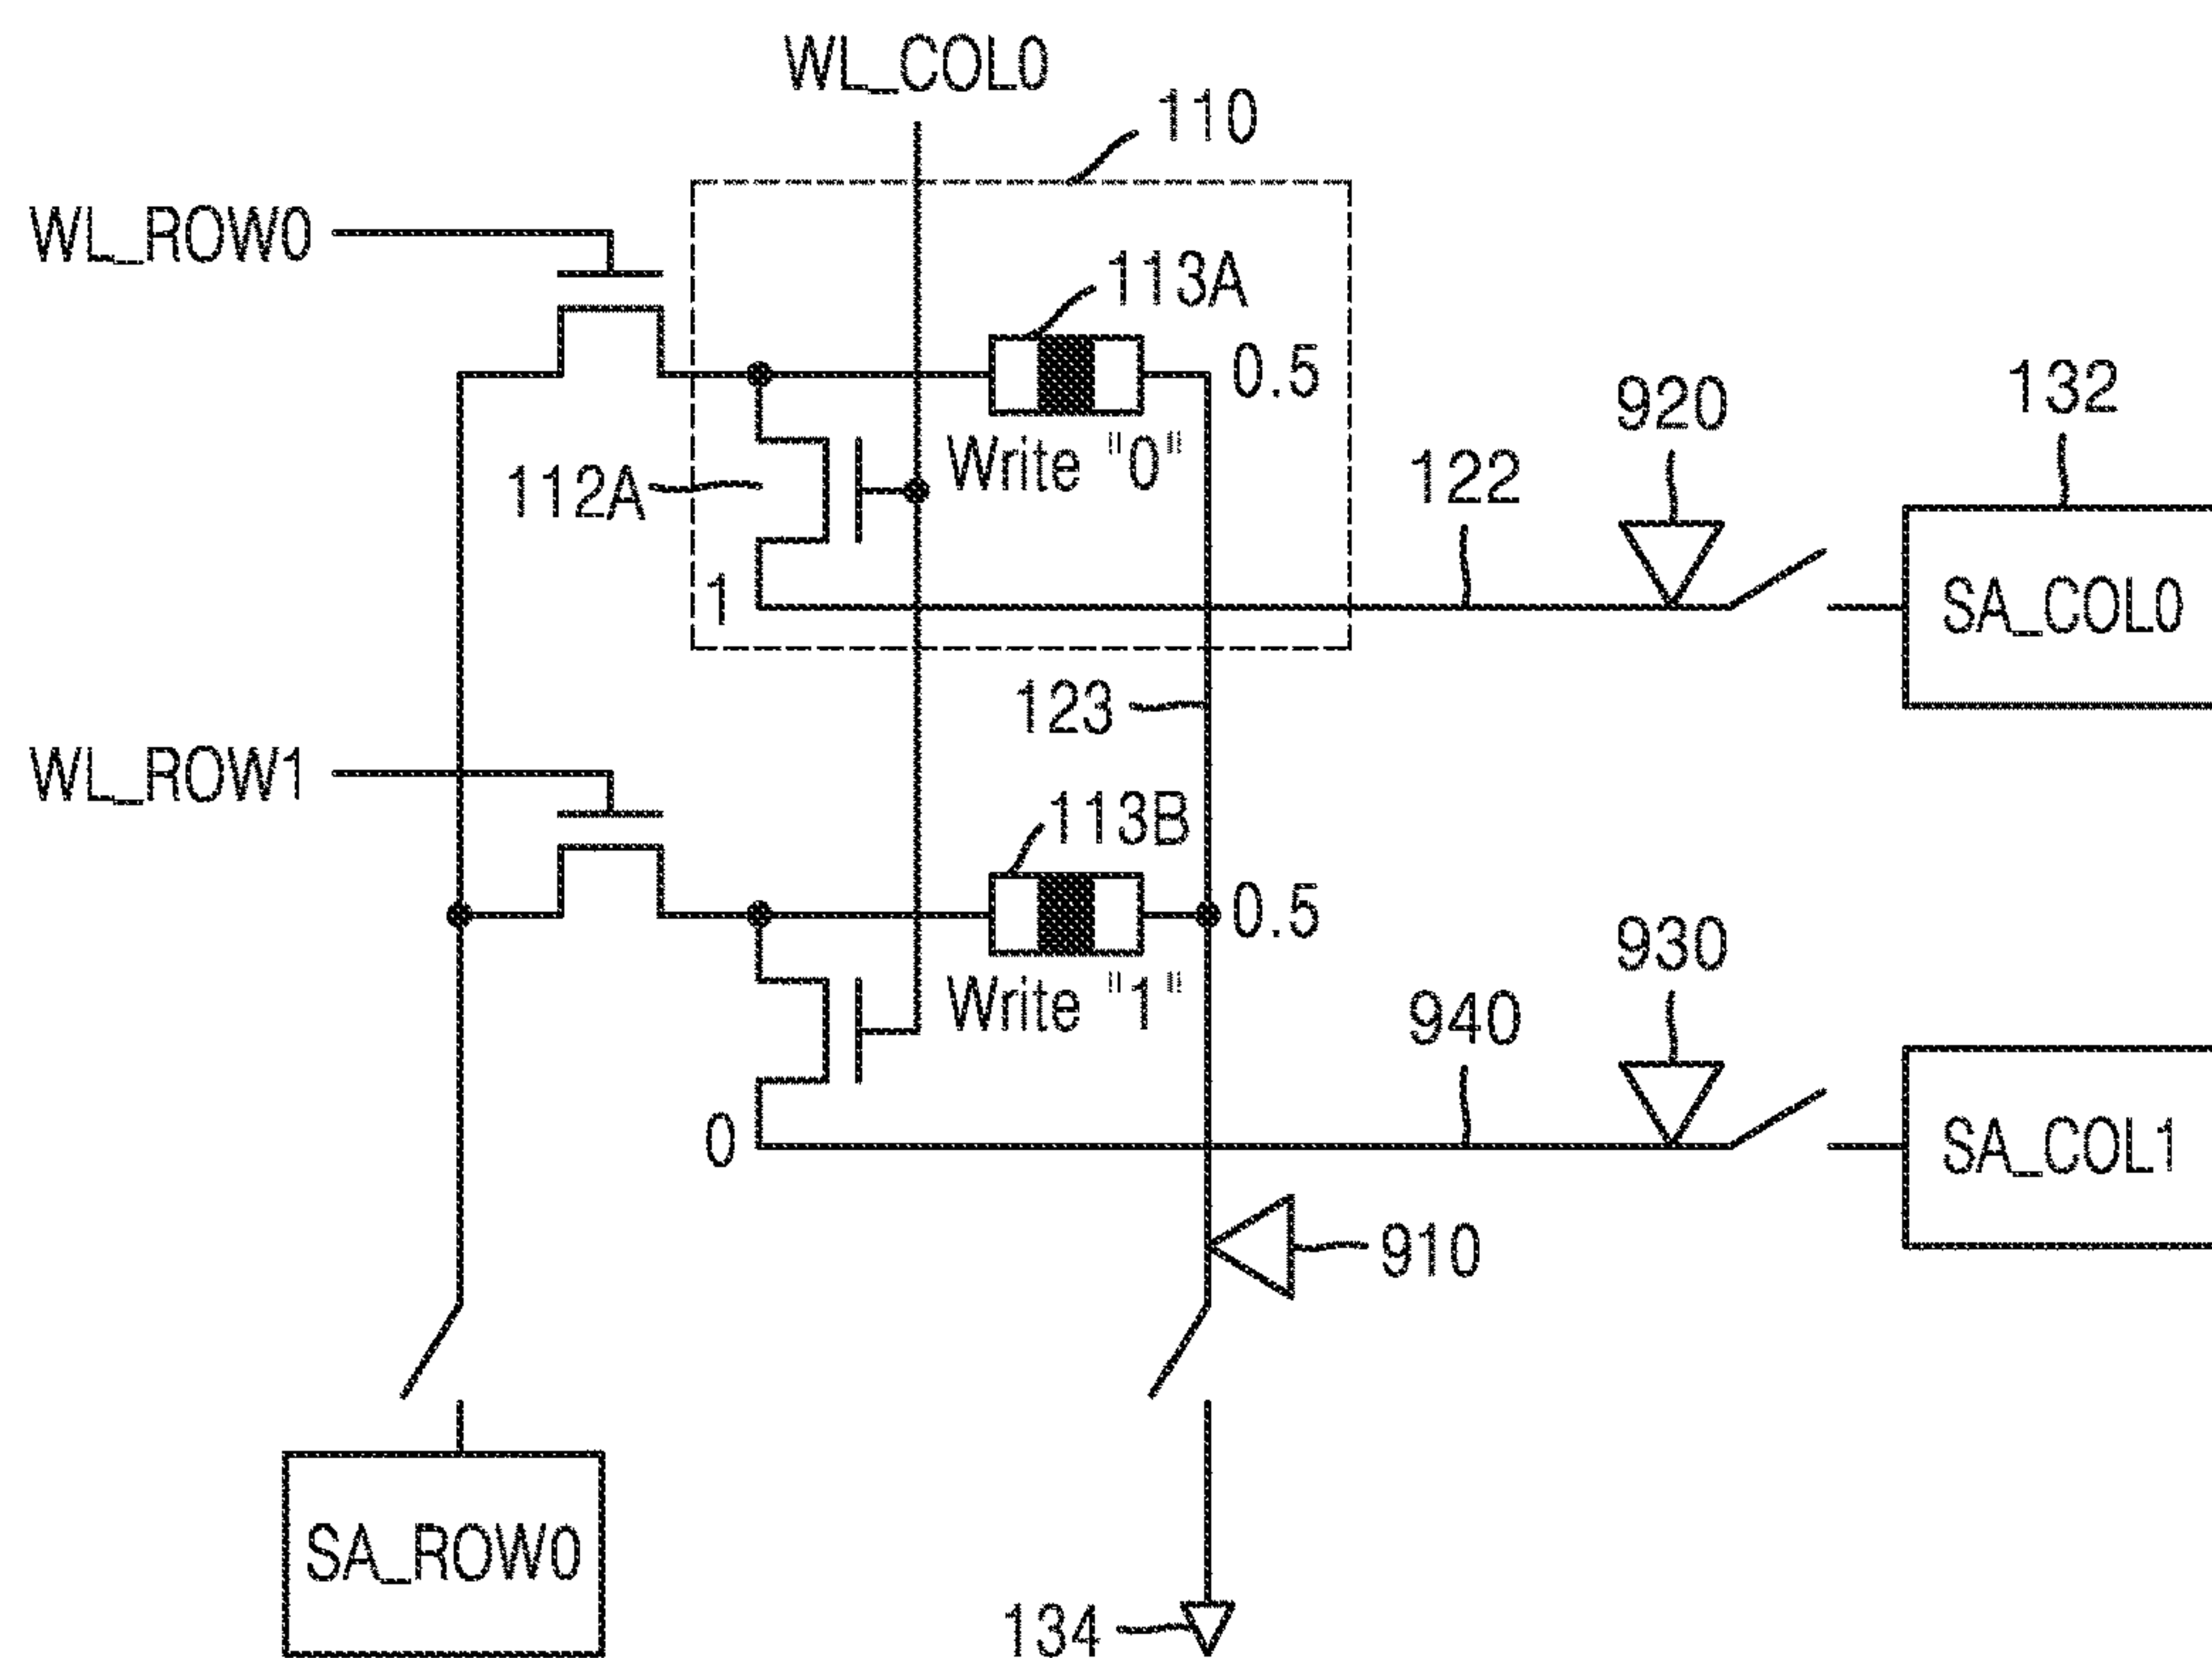 WL_COL0
110
WL_ROW0
113A
0.5
920
132
Write "0"
112A
122
1
SA_COL0
123
WL_ROW1
113B
0.5
930
Write "1"
940
0
SA_COL1
910
SA_ROW0
134